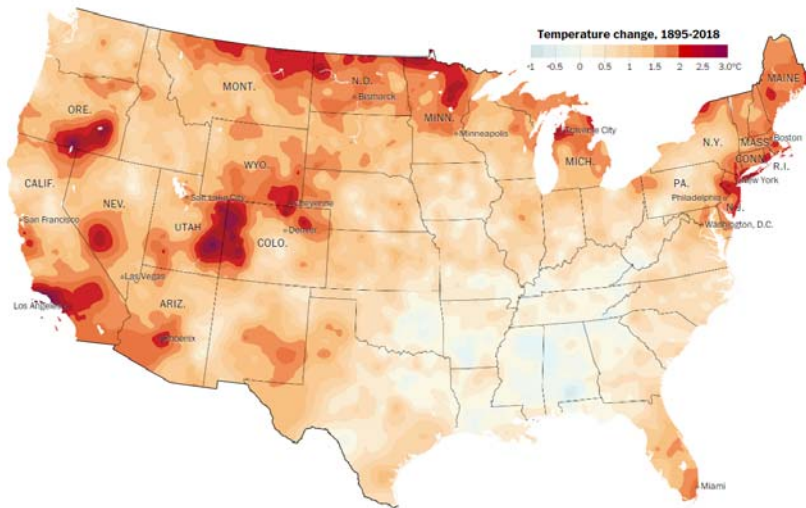 Temperature change, 1895-2018
-1 -0.5 0 0.5 1 1.5 2 2.5 3.0°C
MAINE
N.D.
MONT.
Bismarck
ORE.
MINN.
Minneapolis
Traverse City
N.Y.
MASS.
Boston
CONN.
R.I.
WYO.
MICH.
New York
PA.
CALIF.
NEV.
Salt Lake City
Cheyenne
Philadelphia
N.J.
San Francisco
UTAH
COLO.
Denver
Washington, D.C.
Las Vegas
Los Angeles
ARIZ.
Phoenix
Miami